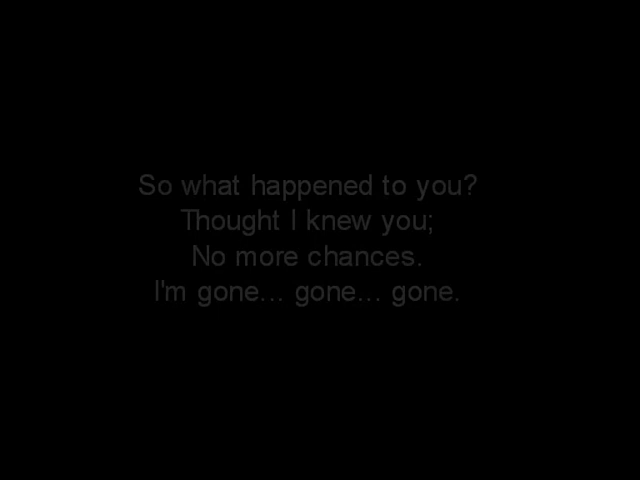 So what happened to you?
Thought I knew you;
No more chances.
I'm gone... gone... gone.